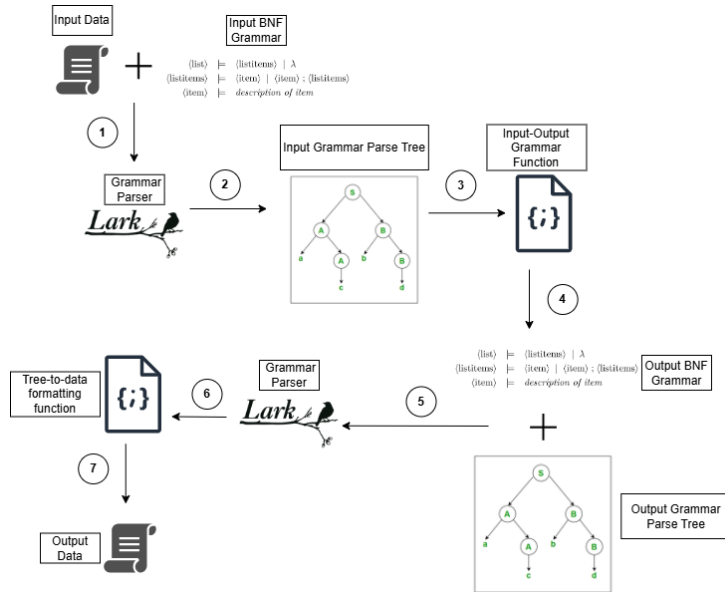 Input Data
Input BNF
Grammar
⟨list⟩ ⊨ ⟨listitems⟩ | λ
⟨listitems⟩ ⊨ ⟨item⟩ | ⟨item⟩ ; ⟨listitems⟩
⟨item⟩ ⊨ description of item
+
1
Grammar
Parser
Lark
2
Input Grammar Parse Tree
S
A B
a A b B
c d
3
Input-Output
Grammar
Function
{;}
4
⟨list⟩ ⊨ ⟨listitems⟩ | λ
⟨listitems⟩ ⊨ ⟨item⟩ | ⟨item⟩ ; ⟨listitems⟩
⟨item⟩ ⊨ description of item
Output BNF
Grammar
+
S
A B
a A b B
c d
Output Grammar
Parse Tree
5
Grammar
Parser
Lark
6
{;}
Tree-to-data
formatting
function
7
Output
Data